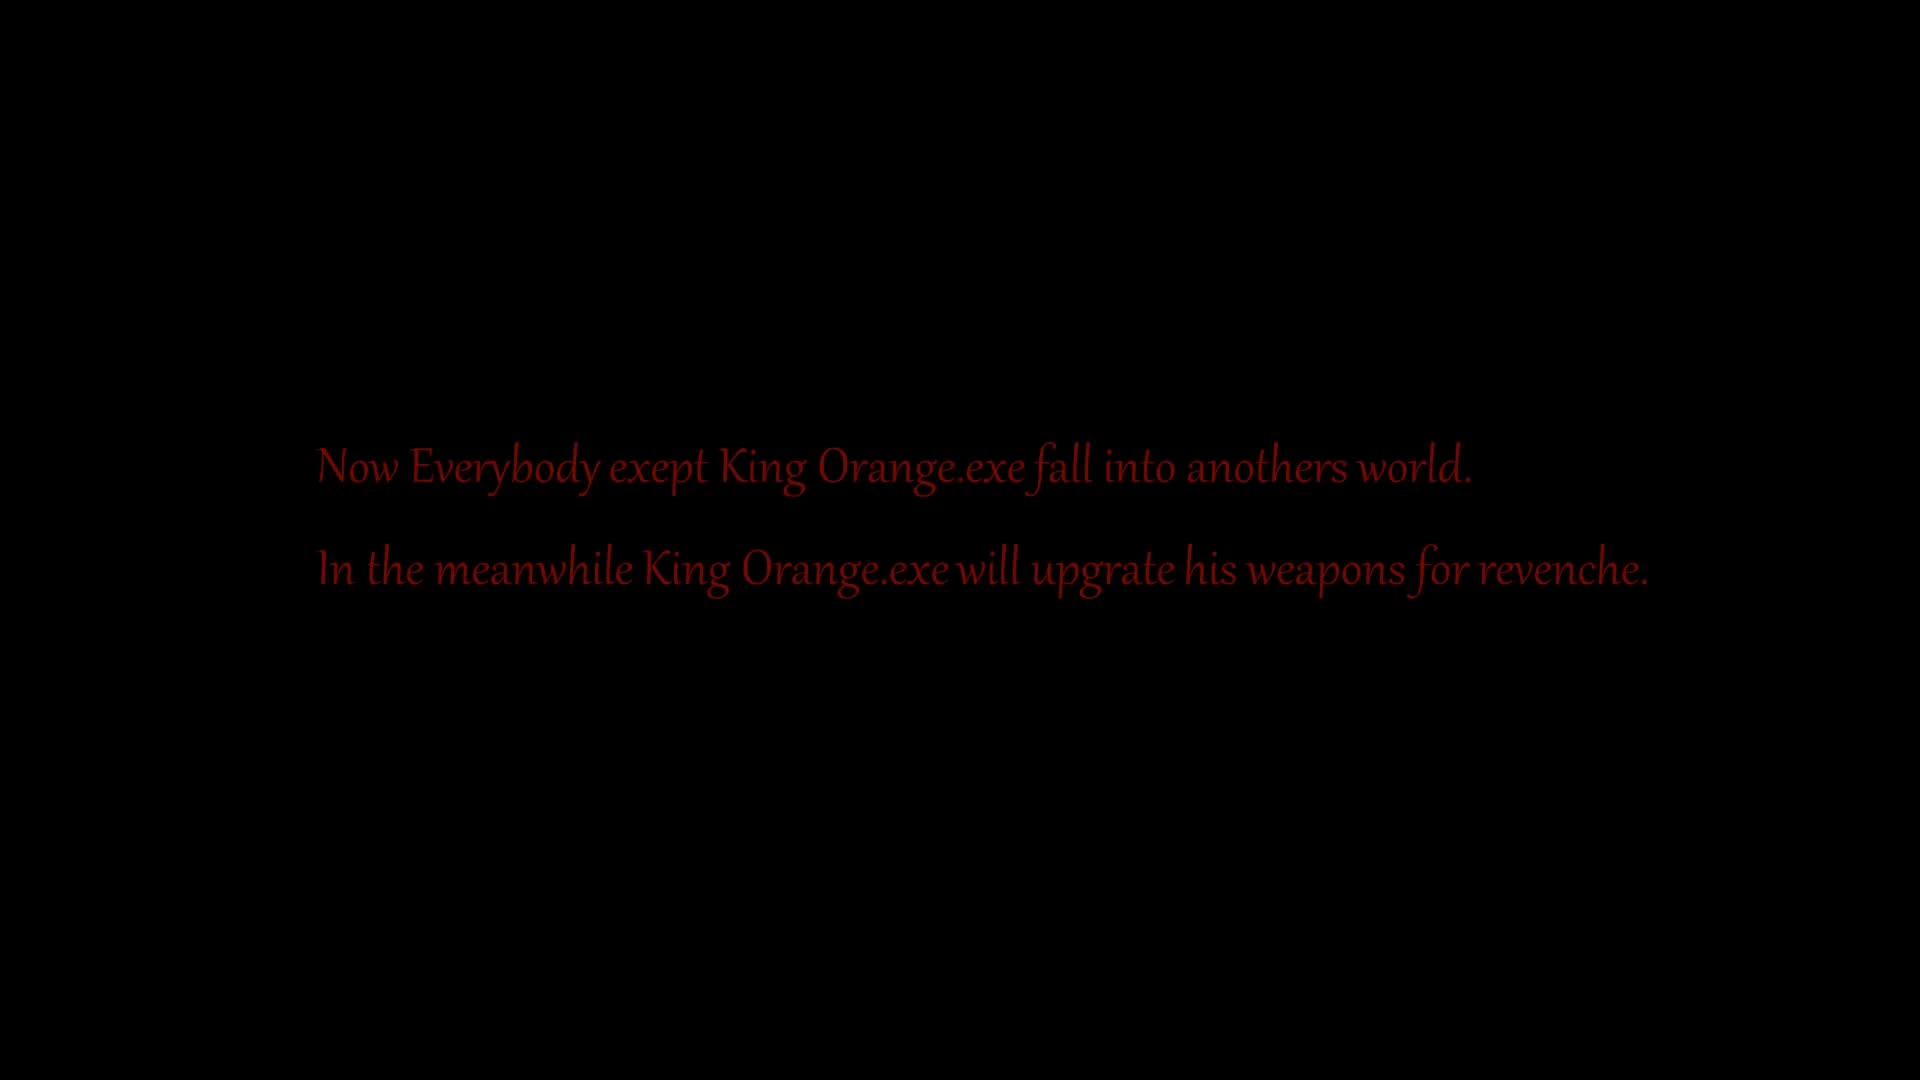 Now Everybody exept King Orange.exe fall into anothers world.
In the meanwhile King Orange.exe will upgrate his weapons for revenche.